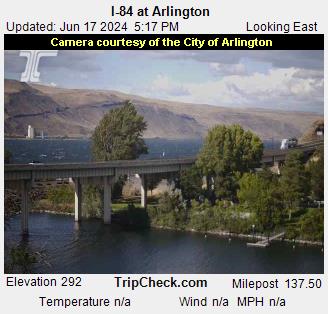 I-84 at Arlington
Updated: Jun 17 2024 5:17 PM Looking East
Camera courtesy of the City of Arlington
Elevation 292 TripCheck.com Milepost 137.50
Temperature n/a Wind n/a MPH n/a